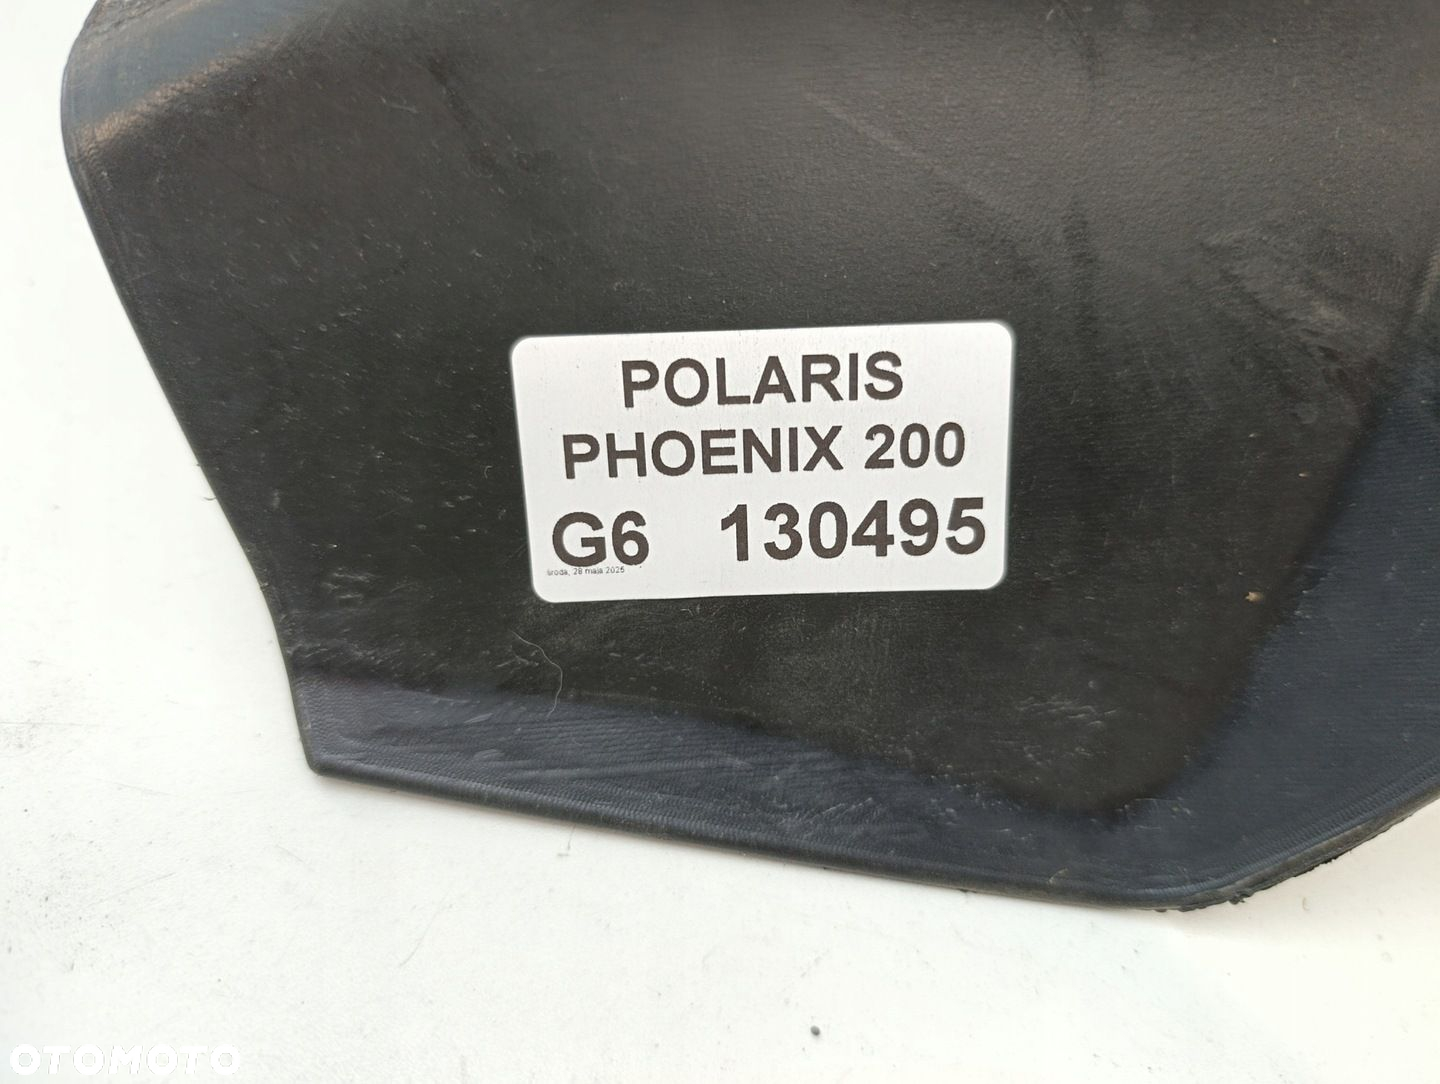 POLARIS
PHOENIX 200
G6 130495
środa, 28 maja 2025
OTOMOTO